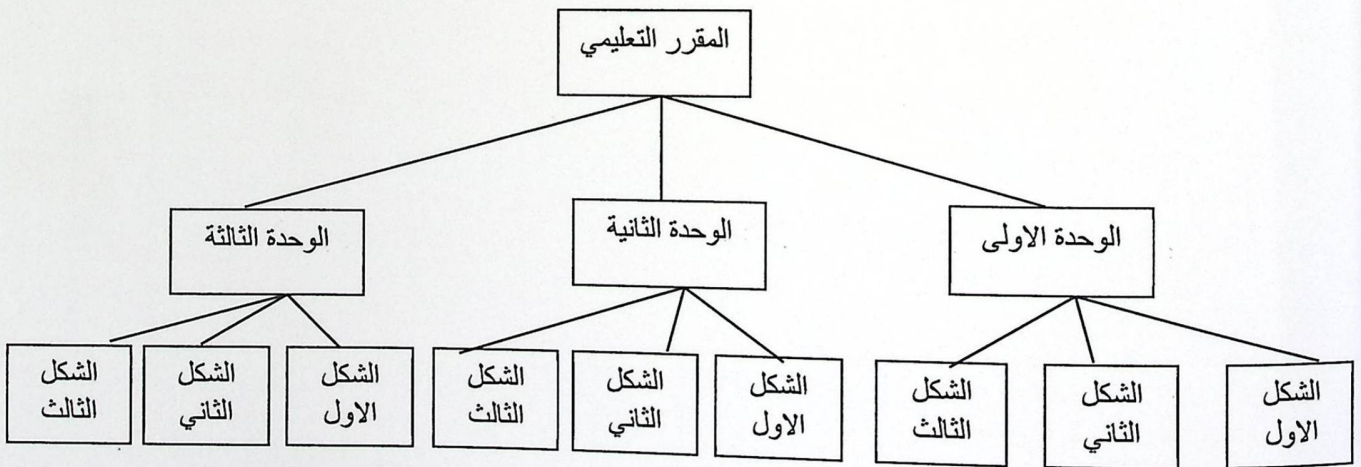 المقرر التعليمي
الوحدة الاولى
الوحدة الثانية
الوحدة الثالثة
الشكل
الاول
الشكل
الثاني
الشكل
الثالث
الشكل
الاول
الشكل
الثاني
الشكل
الثالث
الشكل
الاول
الشكل
الثاني
الشكل
الثالث